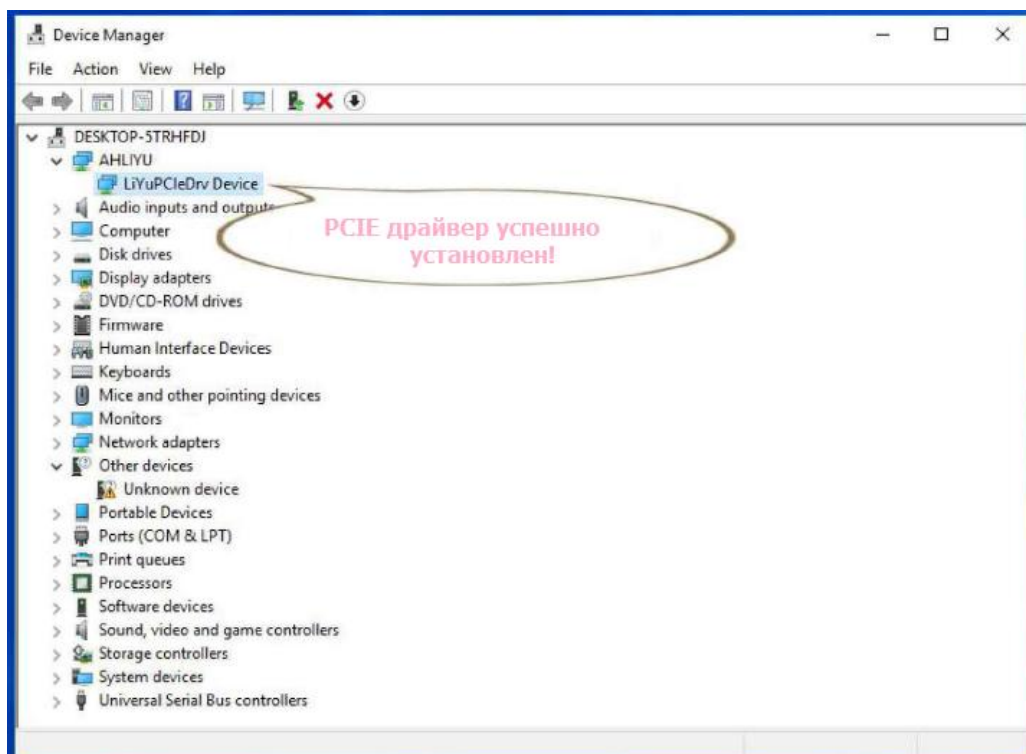 Device Manager
File Action View Help
DESKTOP-5TRHFDJ
AHLIYU
LiYuPCIeDrv Device
Audio inputs and outputs
PCIE драйвер успешно
установлен!
Computer
Disk drives
Display adapters
DVD/CD-ROM drives
Firmware
Human Interface Devices
Keyboards
Mice and other pointing devices
Monitors
Network adapters
Other devices
Unknown device
Portable Devices
Ports (COM & LPT)
Print queues
Processors
Software devices
Sound, video and game controllers
Storage controllers
System devices
Universal Serial Bus controllers